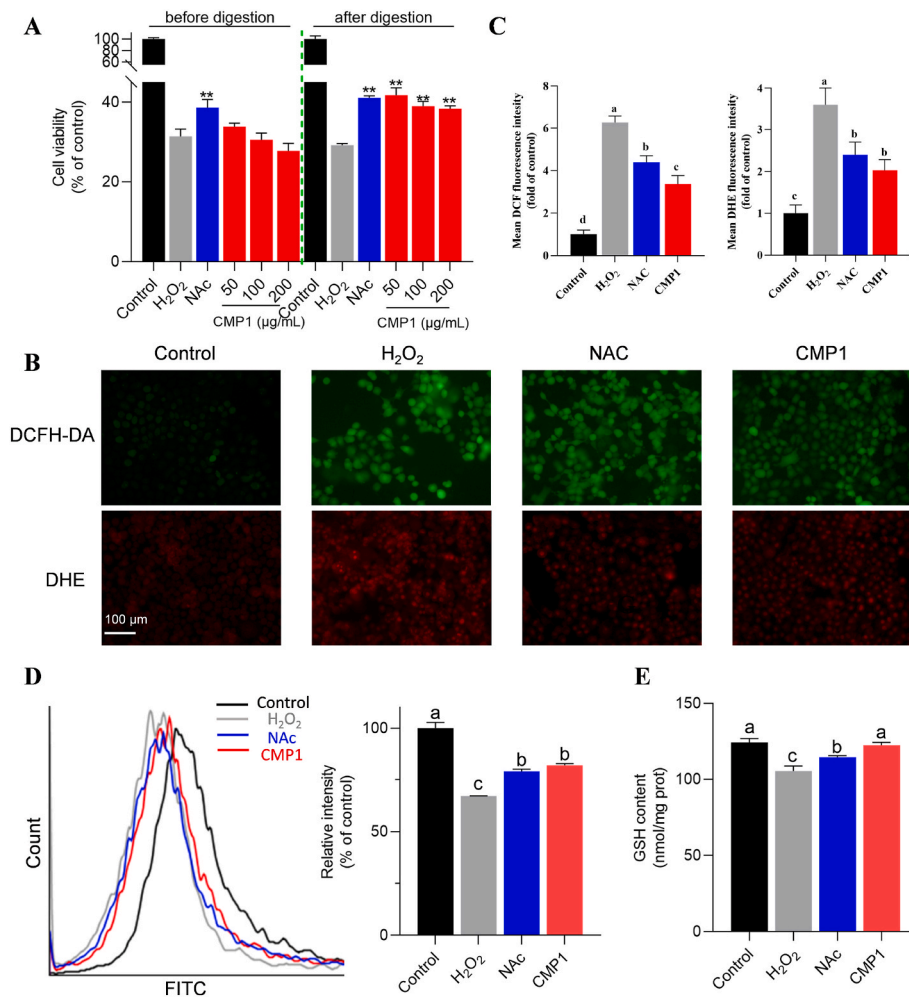 A
before digestion
after digestion
Cell viability
(% of control)
100
80
60
40
20
0
Control
H₂O₂
NAc
50
100
200
CMP1 (μg/mL)
Control
H₂O₂
NAc
50
100
200
CMP1 (μg/mL)
**
**
**
**
**
C
Mean DCF fluorescence intesity
(fold of control)
8
6
4
2
0
d
a
b
c
Control
H₂O₂
NAC
CMP1
Mean DHE fluorescence intesity
(fold of control)
4
3
2
1
0
c
a
b
b
Control
H₂O₂
NAC
CMP1
B
Control
H₂O₂
NAC
CMP1
DCFH-DA
DHE
100 μm
D
Count
FITC
Control
H₂O₂
NAc
CMP1
Relative intensity
(% of control)
100
50
0
a
c
b
b
Control
H₂O₂
NAc
CMP1
E
GSH content
(nmol/mg prot)
150
100
50
0
a
c
b
a
Control
H₂O₂
NAc
CMP1